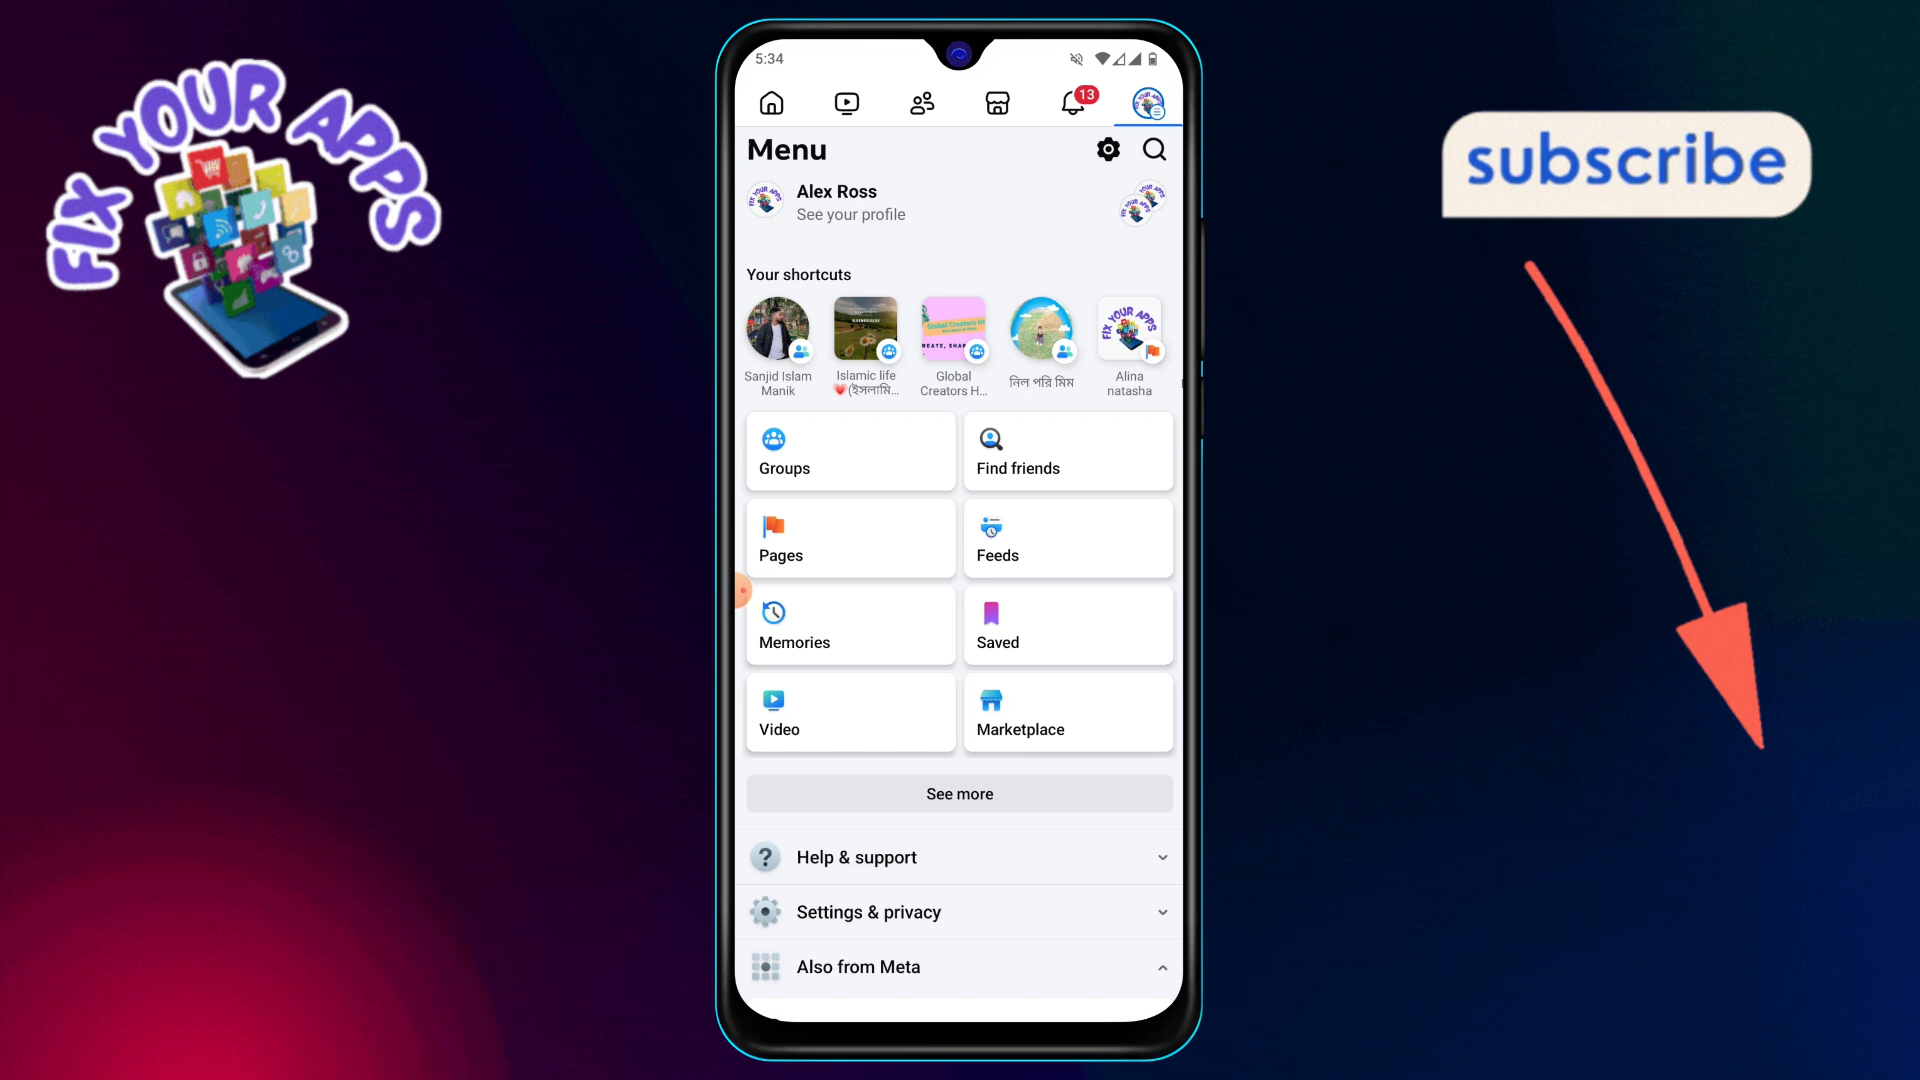 FIX YOUR APPS
subscribe
5:34
13
Menu
Alex Ross
See your profile
Your shortcuts
Sanjid Islam
Manik
Islamic life
❤️(ইসলামি...
Global
Creators H...
নিল পরি মিম
Alina
natasha
Groups
Find friends
Pages
Feeds
Memories
Saved
Video
Marketplace
See more
Help & support
Settings & privacy
Also from Meta